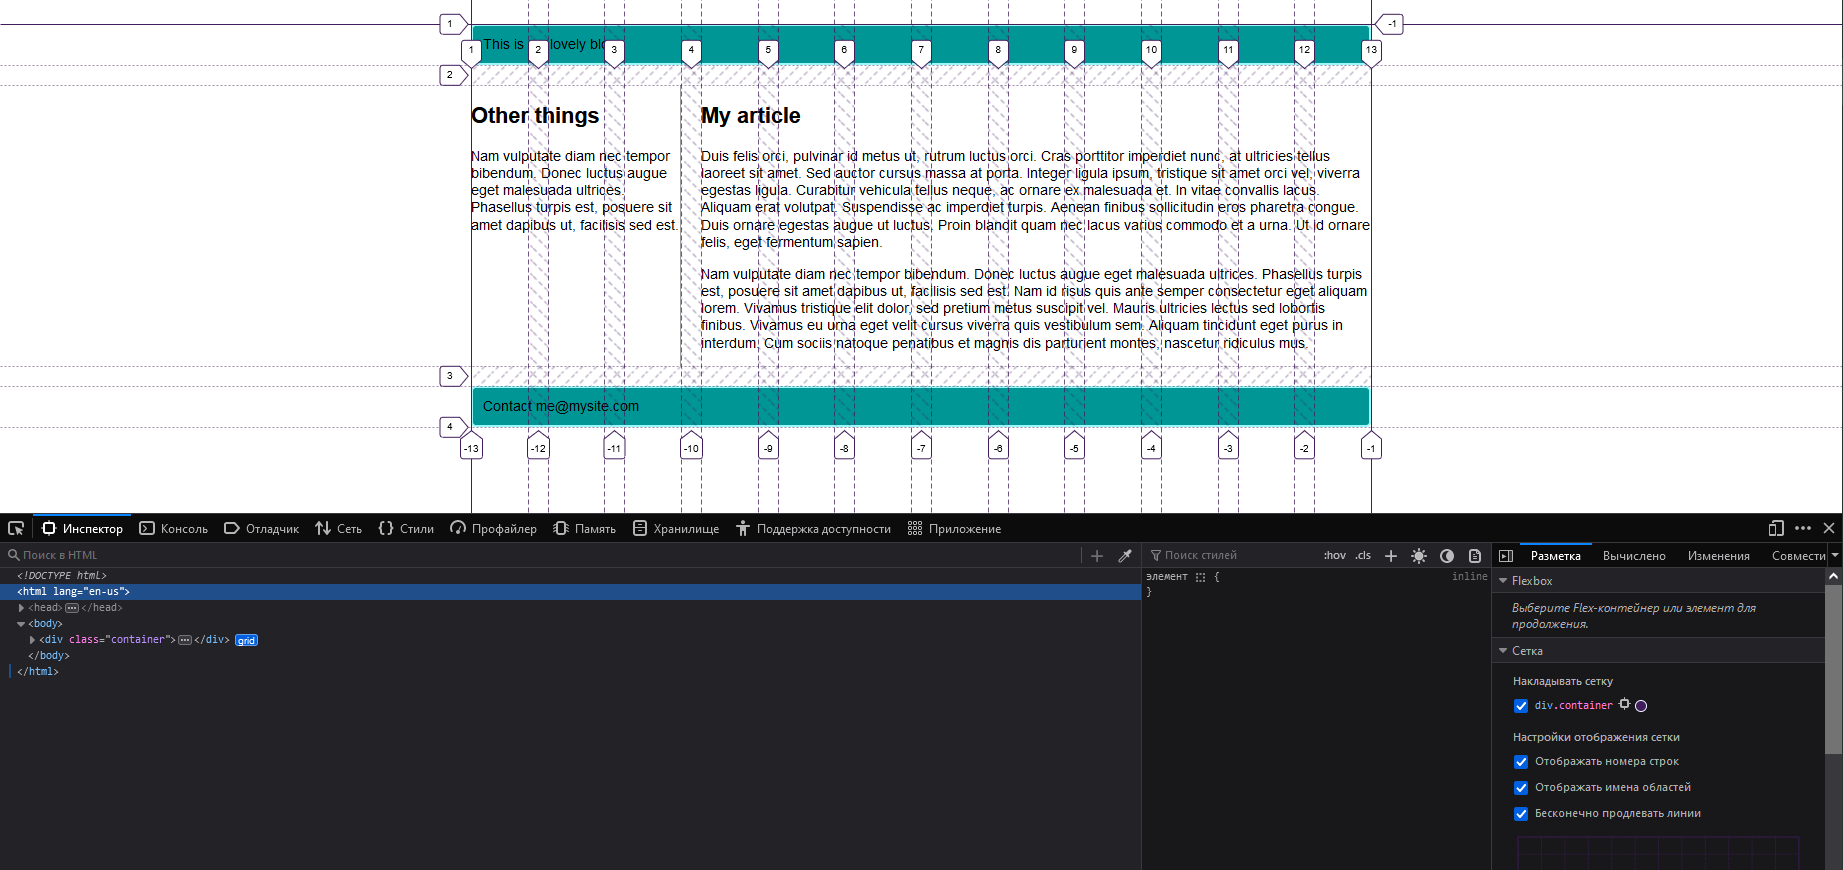 1
-1
This is
lovely blo
1 2 3 4 5 6 7 8 9 10 11 12 13
2
Other things
My article
Nam vulputate diam nec tempor
bibendum. Donec luctus augue
eget malesuada ultrices.
Phasellus turpis est, posuere sit
amet dapibus ut, facilisis sed est.
Duis felis orci, pulvinar id metus ut, rutrum luctus orci. Cras porttitor imperdiet nunc, at ultricies tellus
laoreet sit amet. Sed auctor cursus massa at porta. Integer ligula ipsum, tristique sit amet orci vel, viverra
egestas ligula. Curabitur vehicula tellus neque, ac ornare ex malesuada et. In vitae convallis lacus.
Aliquam erat volutpat. Suspendisse ac imperdiet turpis. Aenean finibus sollicitudin eros pharetra congue.
Duis ornare egestas augue ut luctus. Proin blandit quam nec lacus varius commodo et a urna. Ut id ornare
felis, eget fermentum sapien.
Nam vulputate diam nec tempor bibendum. Donec luctus augue eget malesuada ultrices. Phasellus turpis
est, posuere sit amet dapibus ut, facilisis sed est. Nam id risus quis ante semper consectetur eget aliquam
lorem. Vivamus tristique elit dolor, sed pretium metus suscipit vel. Mauris ultricies lectus sed lobortis
finibus. Vivamus eu urna eget velit cursus viverra quis vestibulum sem. Aliquam tincidunt eget purus in
interdum. Cum sociis natoque penatibus et magnis dis parturient montes, nascetur ridiculus mus.
3
Contact me@mysite.com
4
-13 -12 -11 -10 -9 -8 -7 -6 -5 -4 -3 -2 -1
Инспектор Консоль Отладчик Сеть Стили Профайлер Память Хранилище Поддержка доступности Приложение
Поиск в HTML
<!DOCTYPE html>
<html lang="en-us">
<head> </head>
<body>
<div class="container"> </div> grid
</body>
</html>
Поиск стилей :hov .cls
элемент { inline
}
Разметка Вычислено Изменения Совмести
Flexbox
Выберите Flex-контейнер или элемент для
продолжения.
Сетка
Накладывать сетку
div.container
Настройки отображения сетки
Отображать номера строк
Отображать имена областей
Бесконечно продлевать линии